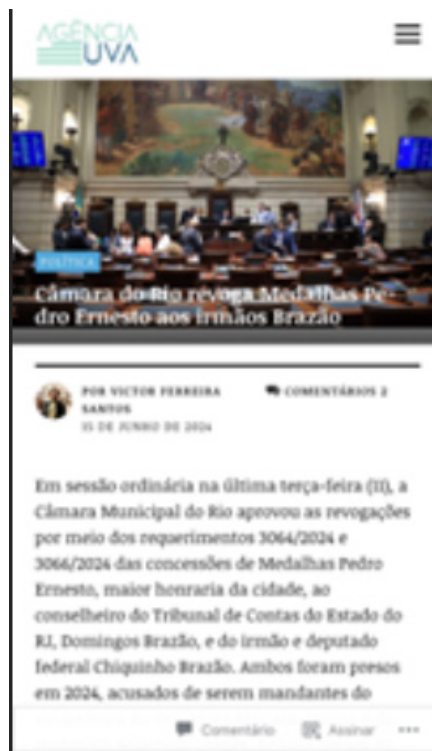 AGÊNCIA
UVA
POLÍTICA
Câmara do Rio revoga Medalhas Pe-
dro Ernesto aos irmãos Brazão
POR VICTOR FERREIRA
SANTOS
COMENTÁRIOS 2
15 DE JUNHO DE 2024
Em sessão ordinária na última terça-feira (11), a
Câmara Municipal do Rio aprovou as revogações
por meio dos requerimentos 3064/2024 e
3066/2024 das concessões de Medalhas Pedro
Ernesto, maior honraria da cidade, ao
conselheiro do Tribunal de Contas do Estado do
RJ, Domingos Brazão, e do irmão e deputado
federal Chiquinho Brazão. Ambos foram presos
em 2024, acusados de serem mandantes do
Comentário
Assinar